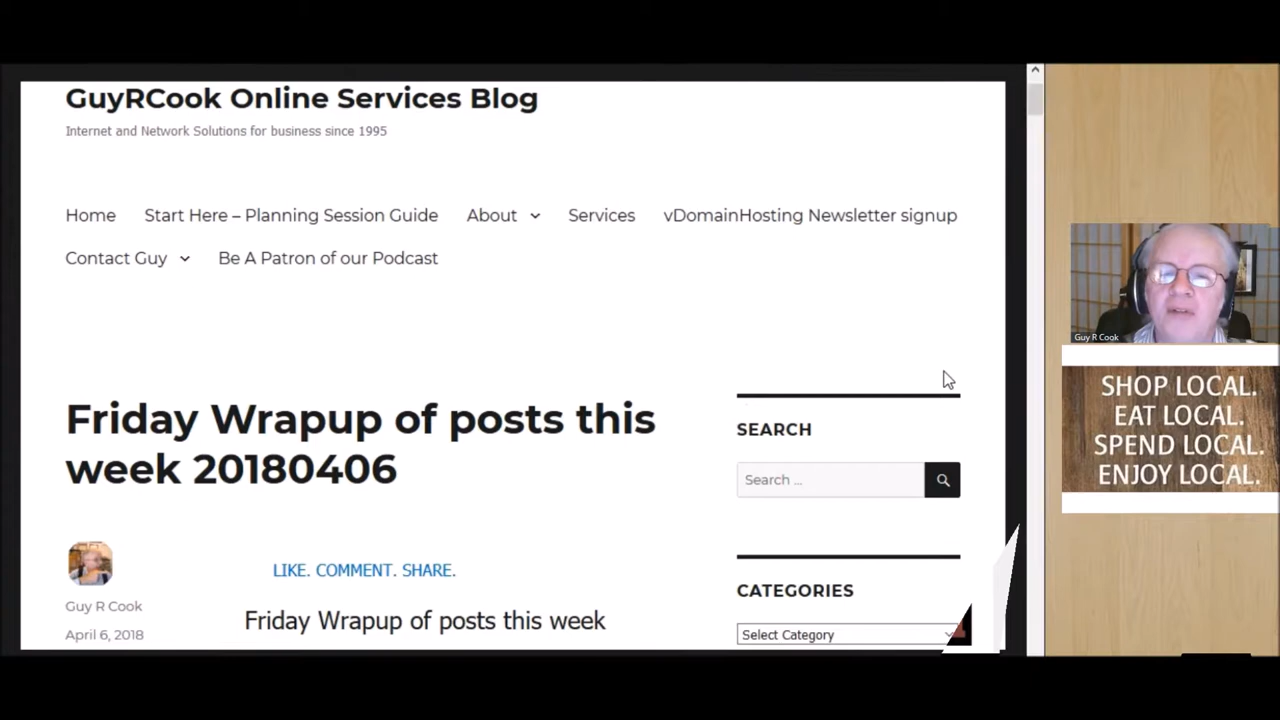 GuyRCook Online Services Blog
Internet and Network Solutions for business since 1995
Home Start Here – Planning Session Guide About Services vDomainHosting Newsletter signup
Contact Guy Be A Patron of our Podcast
Friday Wrapup of posts this
week 20180406
Guy R Cook
April 6, 2018
LIKE. COMMENT. SHARE.
Friday Wrapup of posts this week
SEARCH
Search ...
CATEGORIES
Select Category
Guy R Cook
SHOP LOCAL.
EAT LOCAL.
SPEND LOCAL.
ENJOY LOCAL.